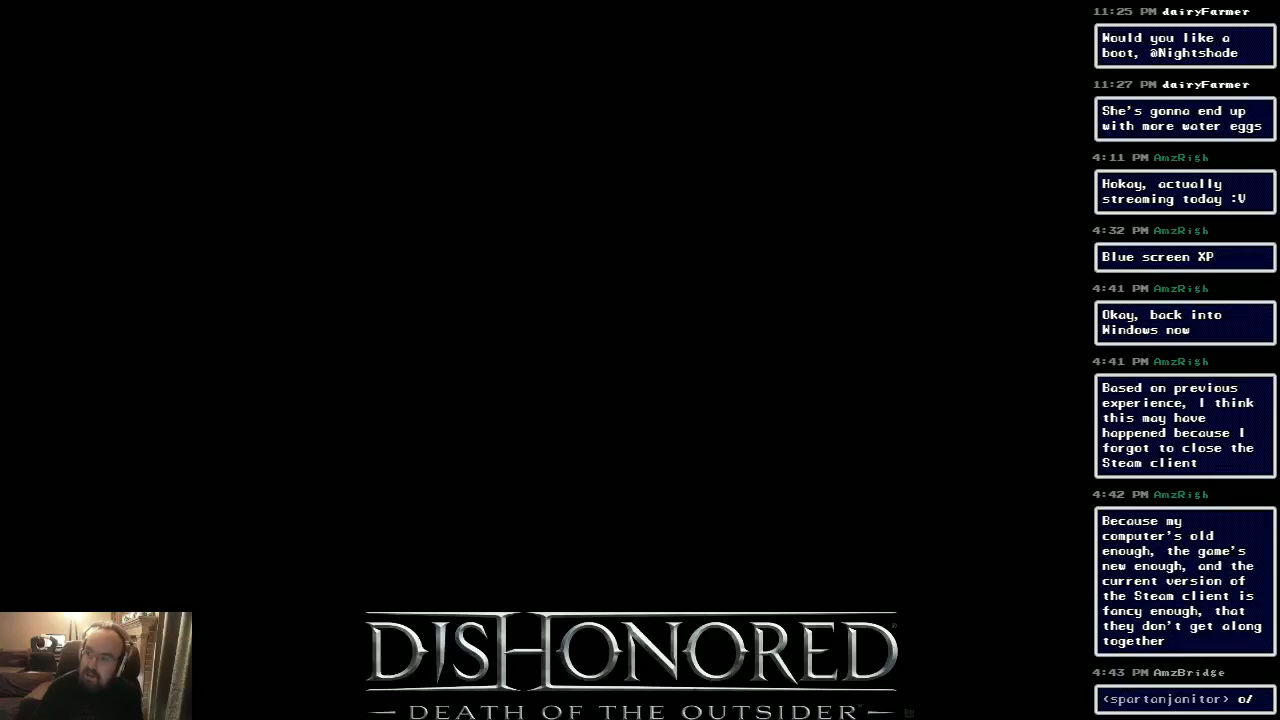 11:25 PM dairyFarmer
Would you like a
boot, @Nightshade
11:27 PM dairyFarmer
She's gonna end up
with more water eggs
4:11 PM AmzRigh
Hokay, actually
streaming today :V
4:32 PM AmzRigh
Blue screen XP
4:41 PM AmzRigh
Okay, back into
Windows now
4:41 PM AmzRigh
Based on previous
experience, I think
this may have
happened because I
forgot to close the
Steam client
4:42 PM AmzRigh
Because my
computer's old
enough, the game's
new enough, and the
current version of
the Steam client is
fancy enough, that
they don't get along
together
4:43 PM AmzBridge
<spartanjanitor> o/
DISHONORED®
DEATH OF THE OUTSIDER™